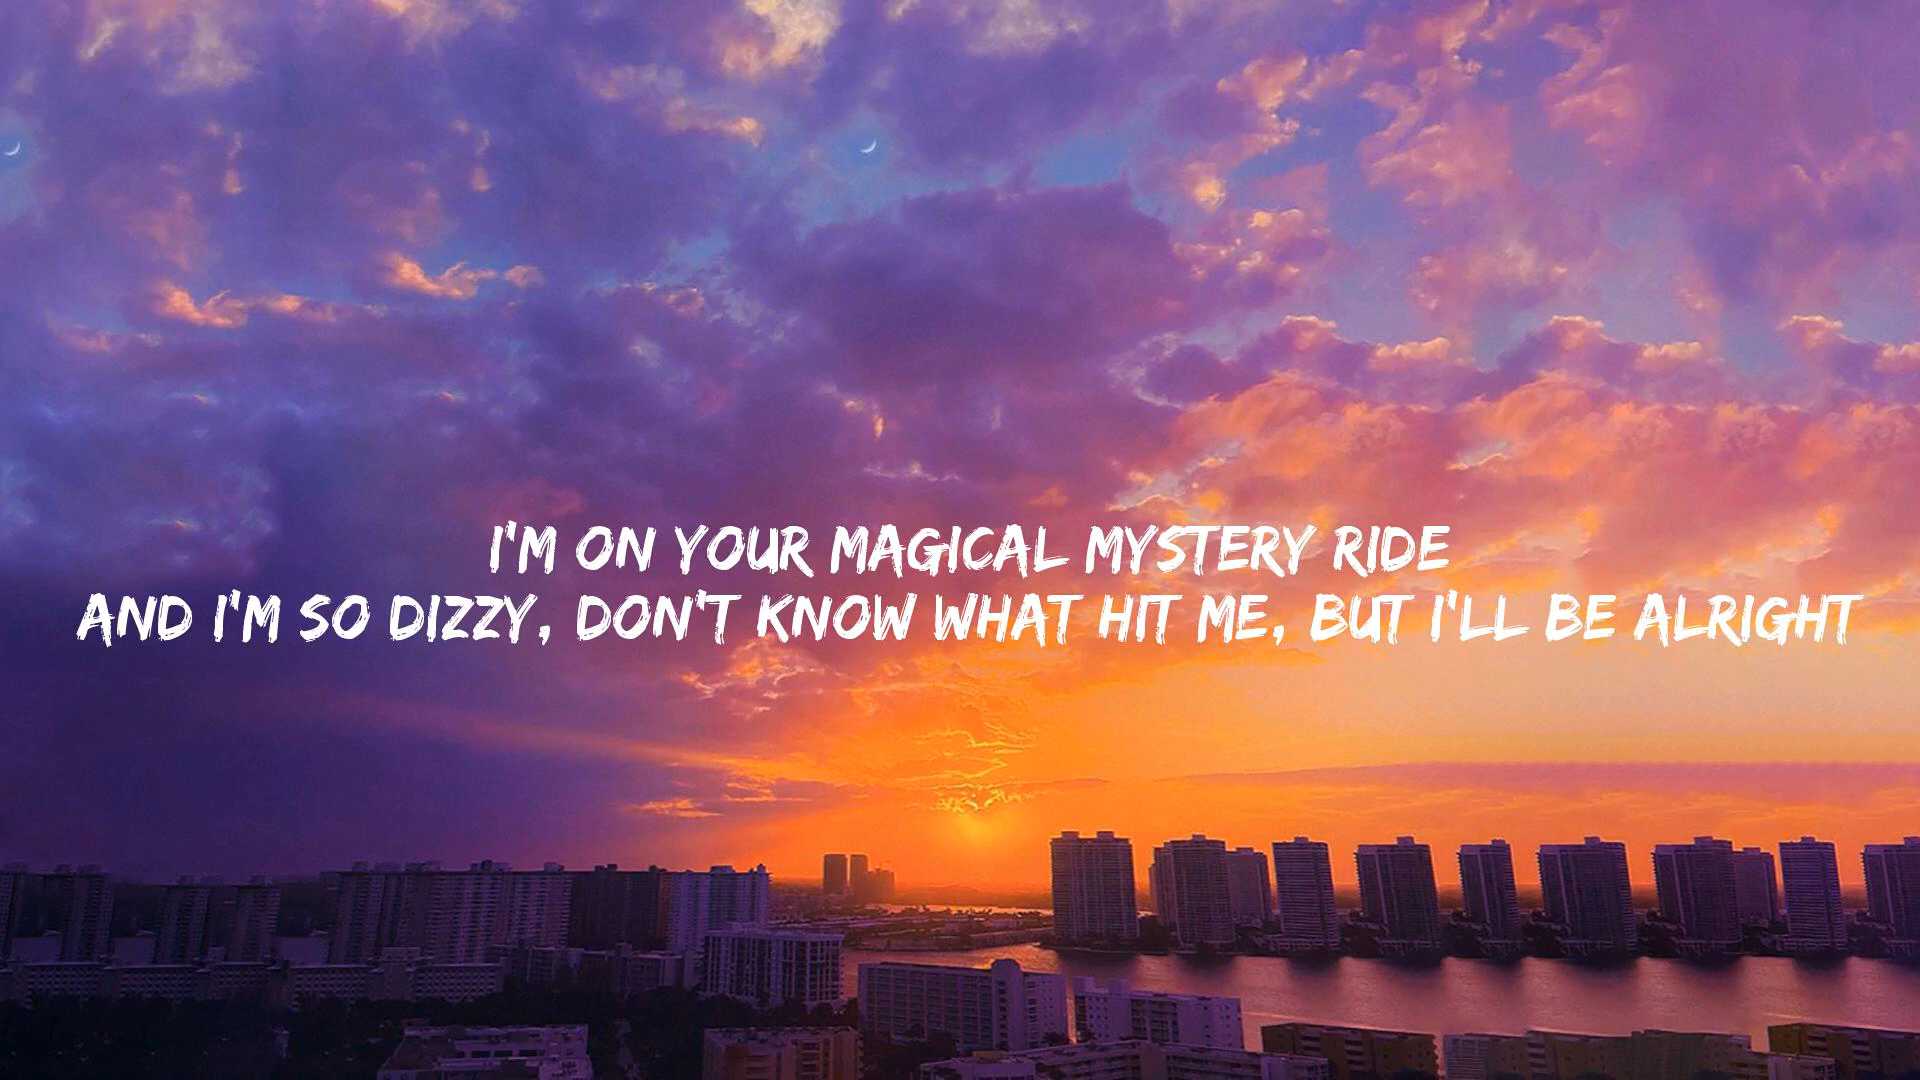 I'M ON YOUR MAGICAL MYSTERY RIDE
AND I'M SO DIZZY, DON'T KNOW WHAT HIT ME, BUT I'LL BE ALRIGHT